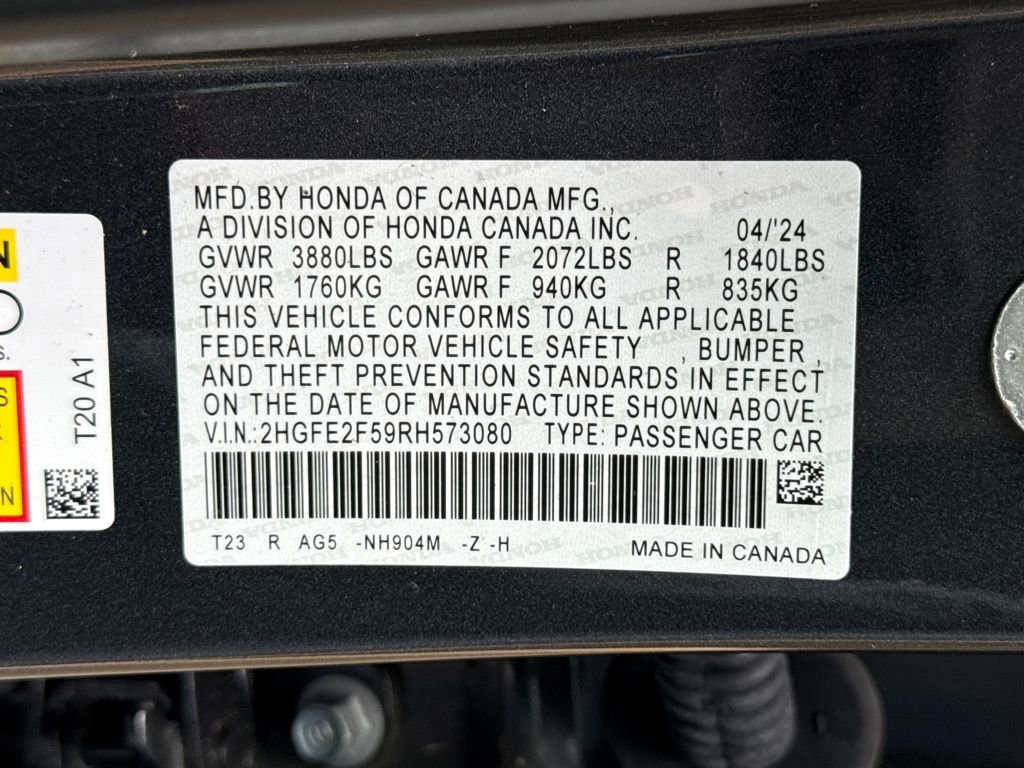 MFD.BY HONDA OF CANADA MFG.,
A DIVISION OF HONDA CANADA INC. 04/'24
GVWR 3880LBS GAWR F 2072LBS R 1840LBS
GVWR 1760KG GAWR F 940KG R 835KG
THIS VEHICLE CONFORMS TO ALL APPLICABLE
FEDERAL MOTOR VEHICLE SAFETY , BUMPER ,
AND THEFT PREVENTION STANDARDS IN EFFECT
ON THE DATE OF MANUFACTURE SHOWN ABOVE.
V.I.N.:2HGFE2F59RH573080 TYPE: PASSENGER CAR
T23 R AG5 -NH904M -Z -H MADE IN CANADA
T20 A1